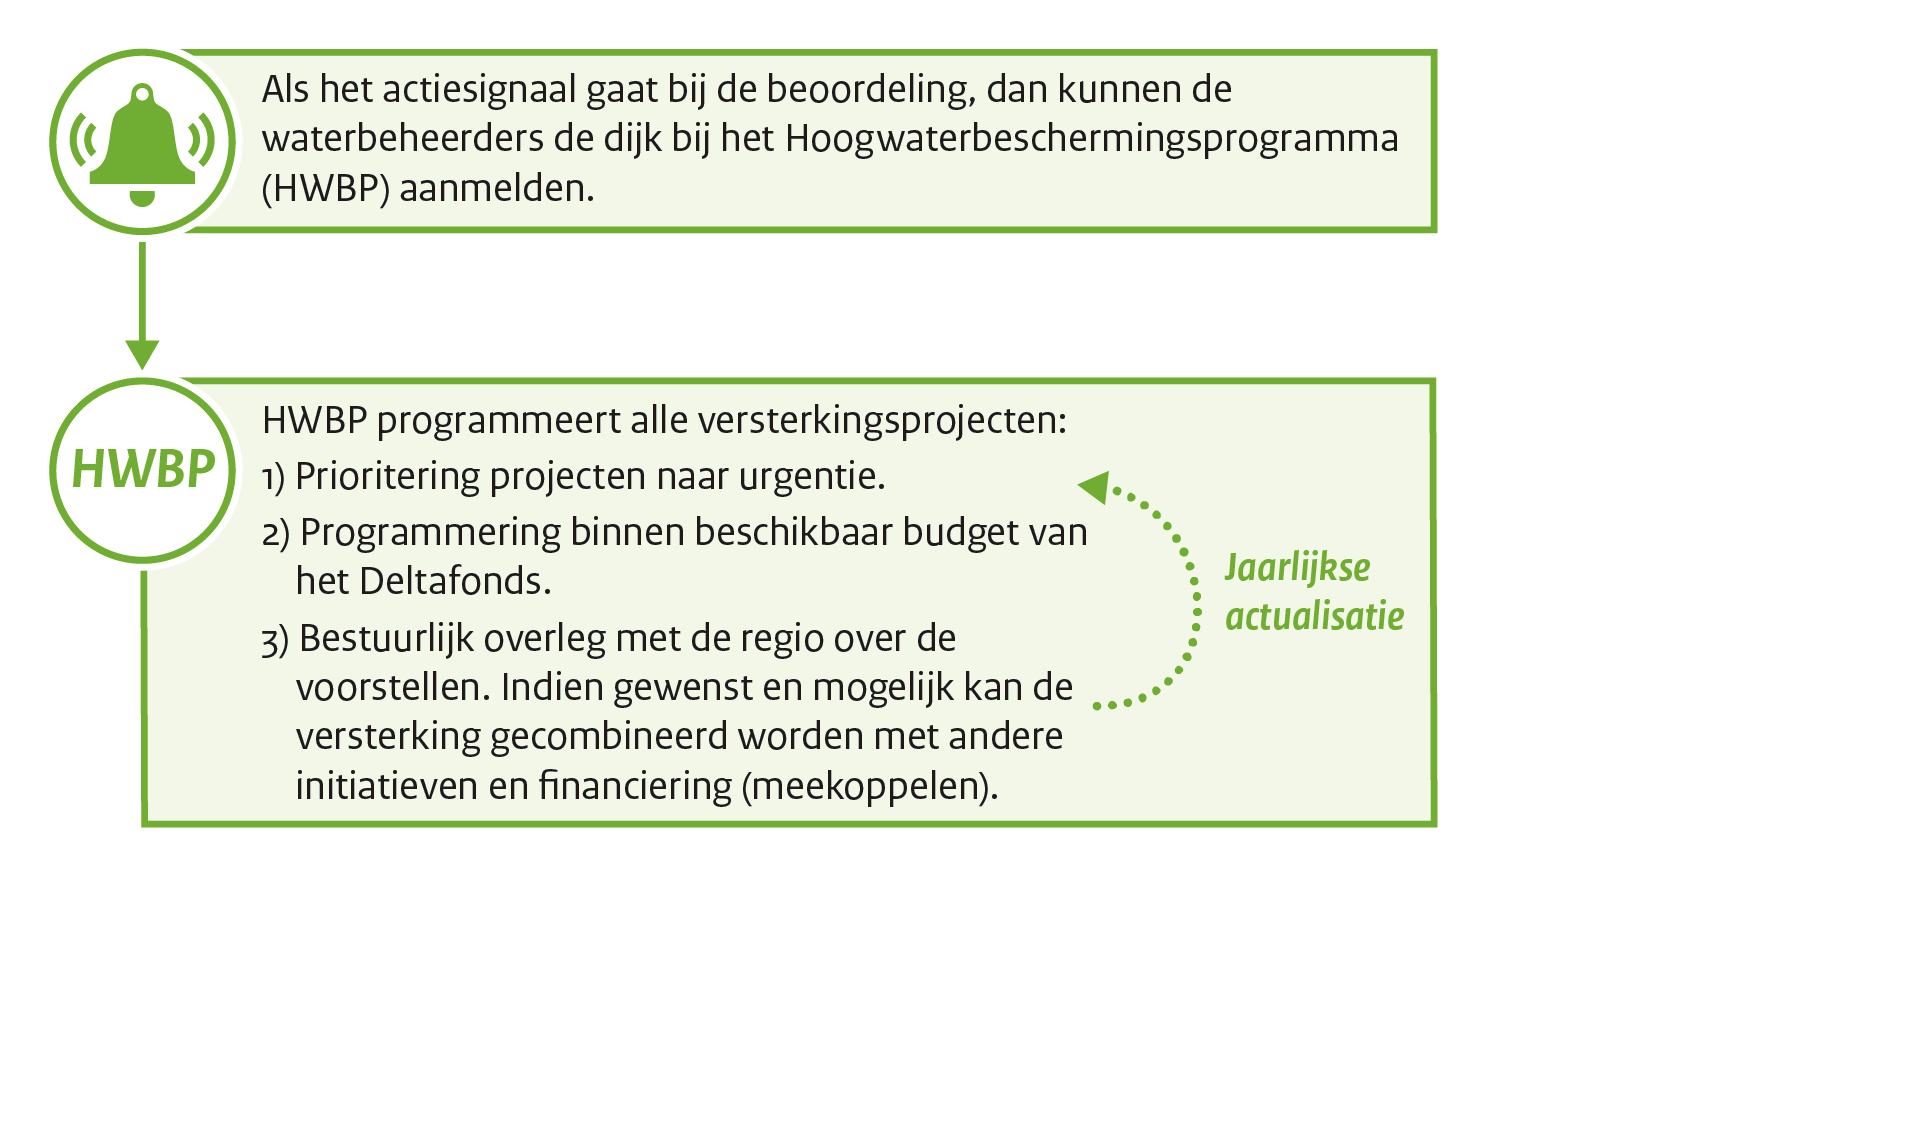 Als het actiesignaal gaat bij de beoordeling, dan kunnen de
waterbeheerders de dijk bij het Hoogwaterbeschermingsprogramma
(HWBP) aanmelden.
HWBP
HWBP programmeert alle versterkingsprojecten:
1) Prioritering projecten naar urgentie.
2) Programmering binnen beschikbaar budget van
het Deltafonds.
3) Bestuurlijk overleg met de regio over de
voorstellen. Indien gewenst en mogelijk kan de
versterking gecombineerd worden met andere
initiatieven en financiering (meekoppelen).
Jaarlijkse
actualisatie